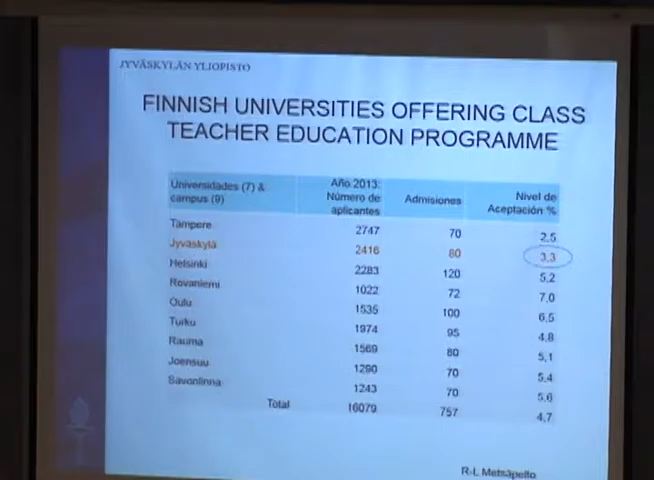 JYVÄSKYLÄN YLIOPISTO
FINNISH UNIVERSITIES OFFERING CLASS
TEACHER EDUCATION PROGRAMME
Universidades (7) & campus (9) Año 2013: Número de aplicantes Admisiones Nivel de Aceptación %
Tampere 2747 70 2,5
Jyväskylä 2416 80 3,3
Helsinki 2283 120 5,2
Rovaniemi 1022 72 7,0
Oulu 1535 100 6,5
Turku 1974 95 4,8
Rauma 1569 80 5,1
Joensuu 1290 70 5,4
Savonlinna 1243 70 5,6
Total 16079 757 4,7
R-L Metsäpelto